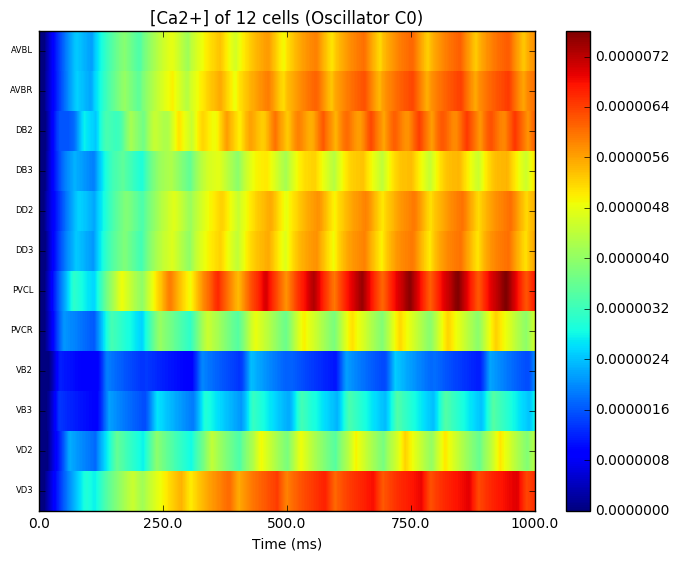 [Ca2+] of 12 cells (Oscillator C0)
AVBL
AVBR
DB2
DB3
DD2
DD3
PVCL
PVCR
VB2
VB3
VD2
VD3
0.0 250.0 500.0 750.0 1000.0
Time (ms)
0.0000072
0.0000064
0.0000056
0.0000048
0.0000040
0.0000032
0.0000024
0.0000016
0.0000008
0.0000000